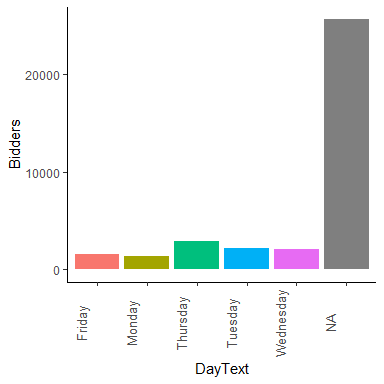 Bidders
20000
10000
0
Friday
Monday
Thursday
Tuesday
Wednesday
NA
DayText